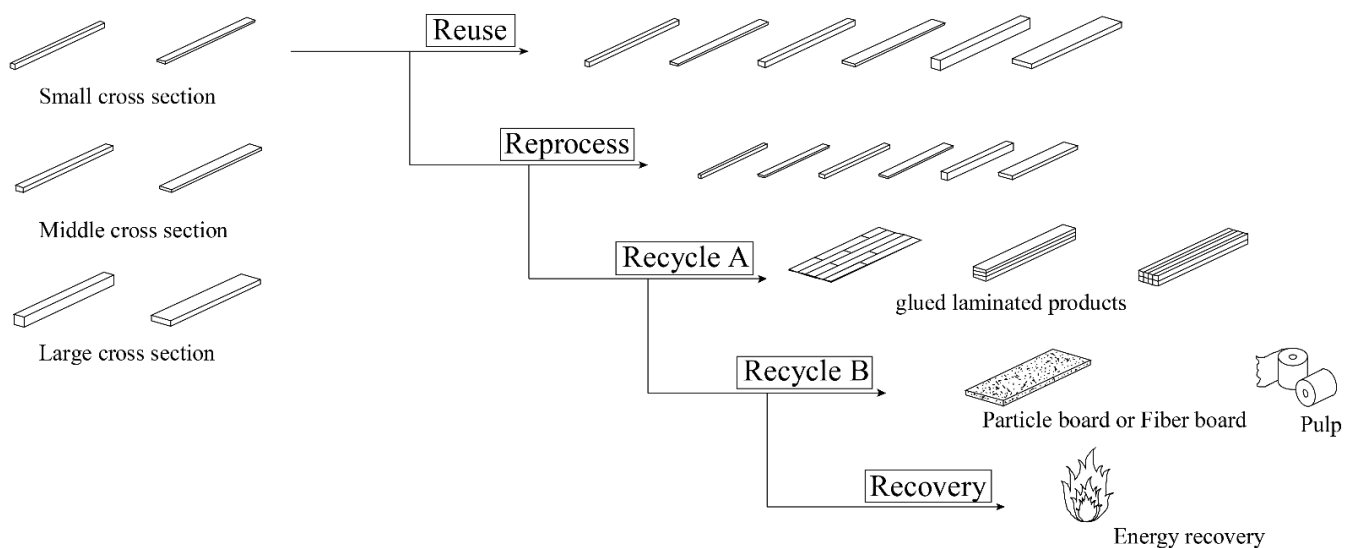 Reuse
Small cross section
Reprocess
Middle cross section
Recycle A
glued laminated products
Large cross section
Recycle B
Particle board or Fiber board
Pulp
Recovery
Energy recovery